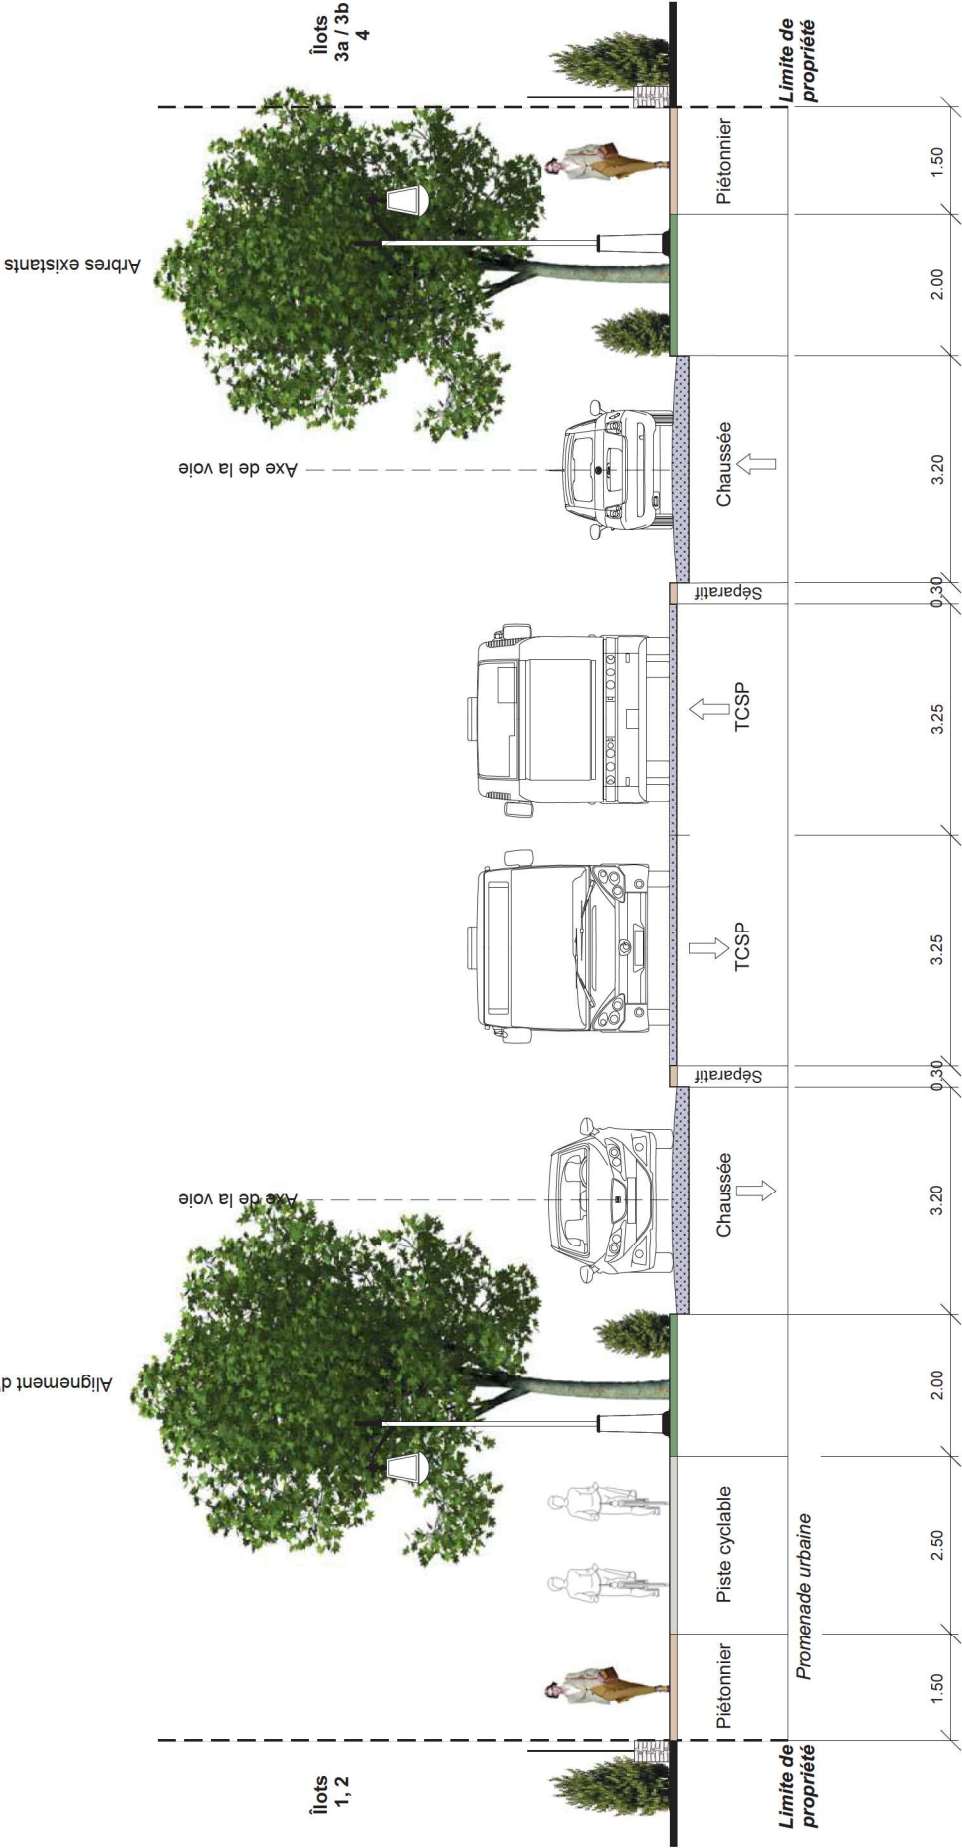 Îlots
1, 2
Îlots
3a / 3b
4
Alignement d'
Arbres existants
Axe de la voie
Axe de la voie
Piétonnier
Piste cyclable
Chaussée
Séparatif
TCSP
TCSP
Séparatif
Chaussée
Piétonnier
Limite de
propriété
Promenade urbaine
Limite de
propriété
1.50
2.50
2.00
3.20
0.30
3.25
3.25
0.30
3.20
2.00
1.50